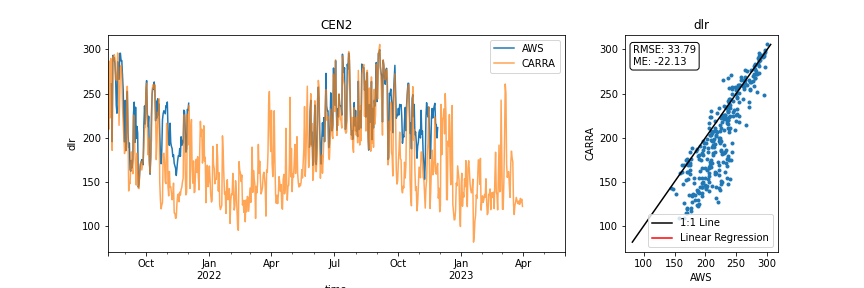 CEN2
dlr
AWS
CARRA
RMSE: 33.79
ME: -22.13
300
250
200
150
100
dlr
Oct
Jan
2022
Apr
Jul
Oct
Jan
2023
Apr
time
300
250
200
150
100
CARRA
1:1 Line
Linear Regression
100
150
200
250
300
AWS